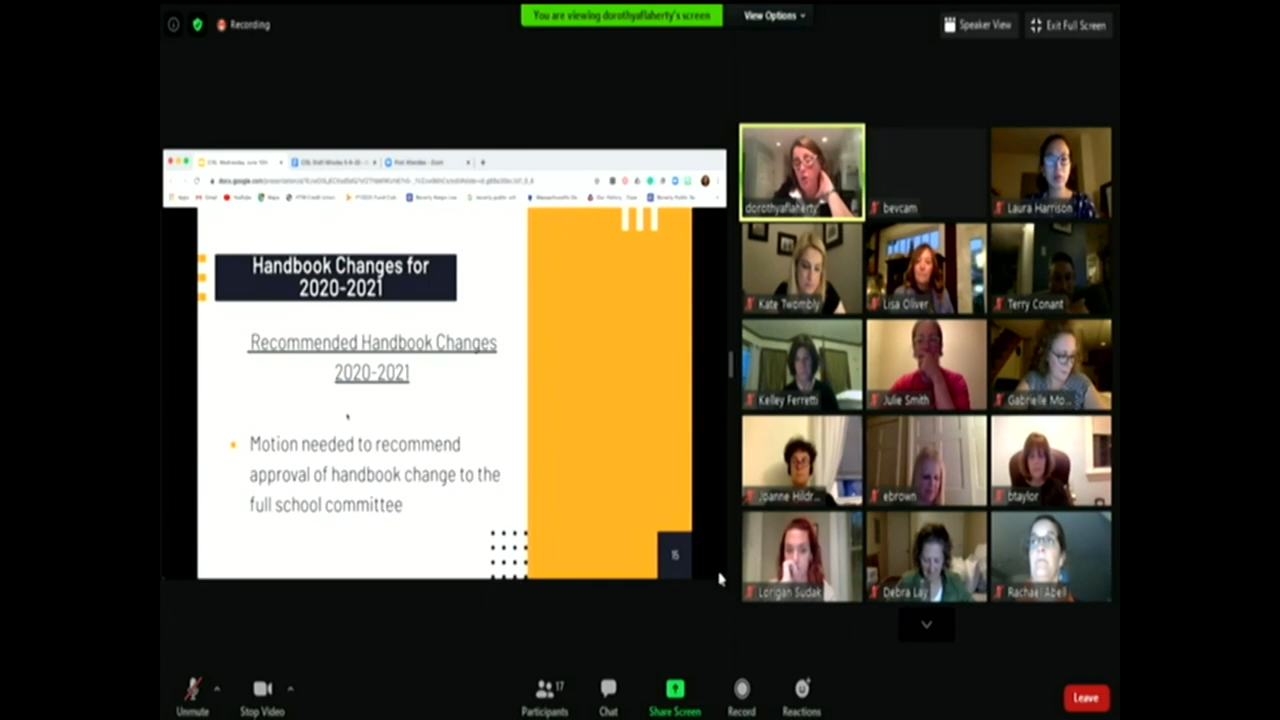 Recording
You are viewing dorothyaflaherty's screen
View Options
Speaker View
Exit Full Screen
Handbook Changes for
2020-2021
Recommended Handbook Changes
2020-2021
Motion needed to recommend
approval of handbook change to the
full school committee
15
dorothyaflaherty
bevcam
Laura Harrison
Kate Twombly
Lisa Oliver
Terry Conant
Kelley Ferretti
Julie Smith
Gabrielle Mo...
Joanne Hildr...
ebrown
btaylor
Lorigan Sudak
Debra Lay
Rachael Abell
Unmute
Stop Video
17
Participants
Chat
Share Screen
Record
Reactions
Leave